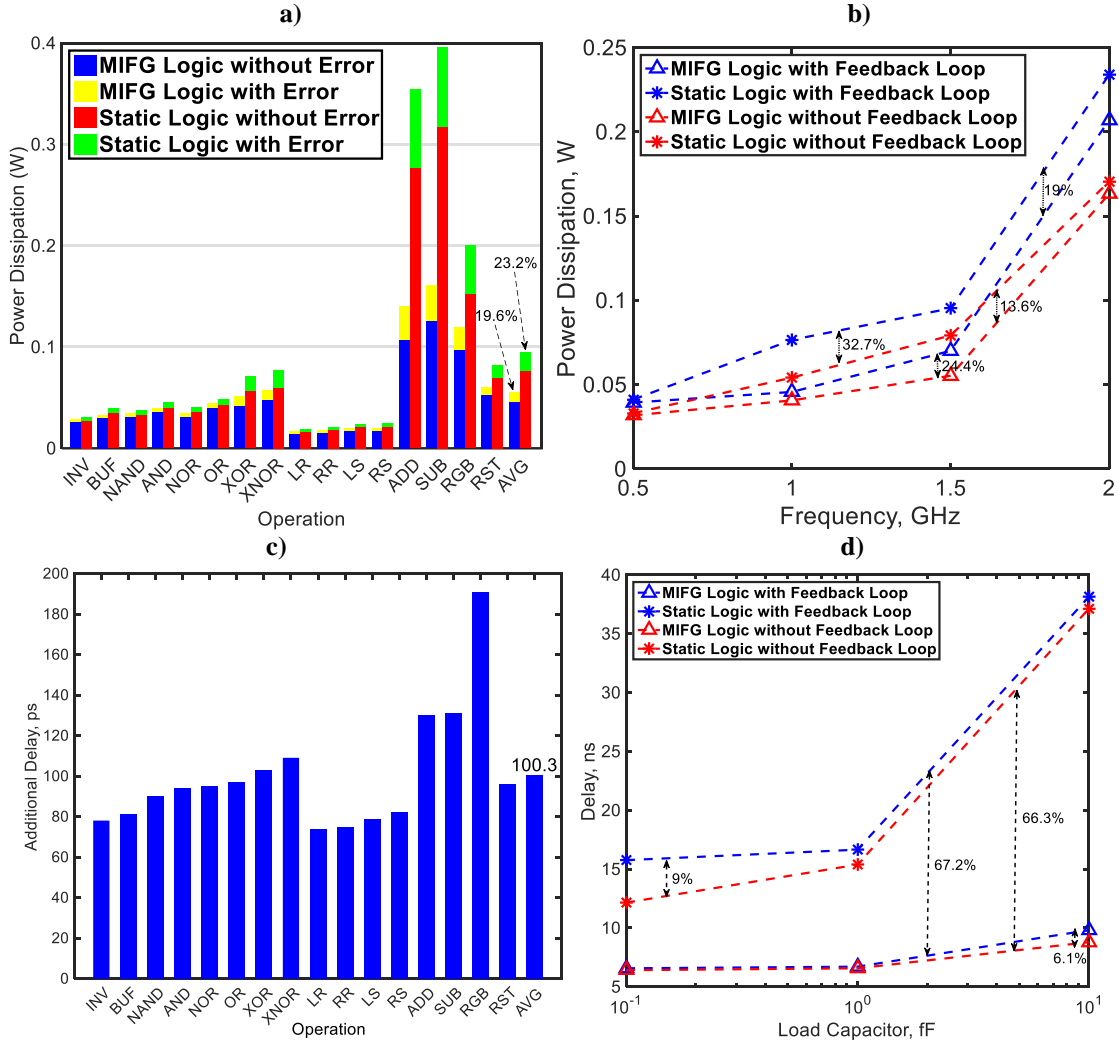 a)
0.4
0.3
0.2
0.1
0
Power Dissipation (W)
MIFG Logic without Error
MIFG Logic with Error
Static Logic without Error
Static Logic with Error
23.2%
19.6%
INV
BUF
NAND
AND
NOR
OR
XOR
XNOR
LR
RR
LS
RS
ADD
SUB
RGB
RST
AVG
Operation
b)
0.25
0.2
0.15
0.1
0.05
0
Power Dissipation, W
MIFG Logic with Feedback Loop
Static Logic with Feedback Loop
MIFG Logic without Feedback Loop
Static Logic without Feedback Loop
19%
13.6%
32.7%
24.4%
0.5
1
1.5
2
Frequency, GHz
c)
200
180
160
140
120
100
80
60
40
20
0
Additional Delay, ps
100.3
INV
BUF
NAND
AND
NOR
OR
XOR
XNOR
LR
RR
LS
RS
ADD
SUB
RGB
RST
AVG
Operation
d)
40
35
30
25
20
15
10
5
Delay, ns
MIFG Logic with Feedback Loop
Static Logic with Feedback Loop
MIFG Logic without Feedback Loop
Static Logic without Feedback Loop
66.3%
67.2%
9%
6.1%
10⁻¹
10⁰
10¹
Load Capacitor, fF